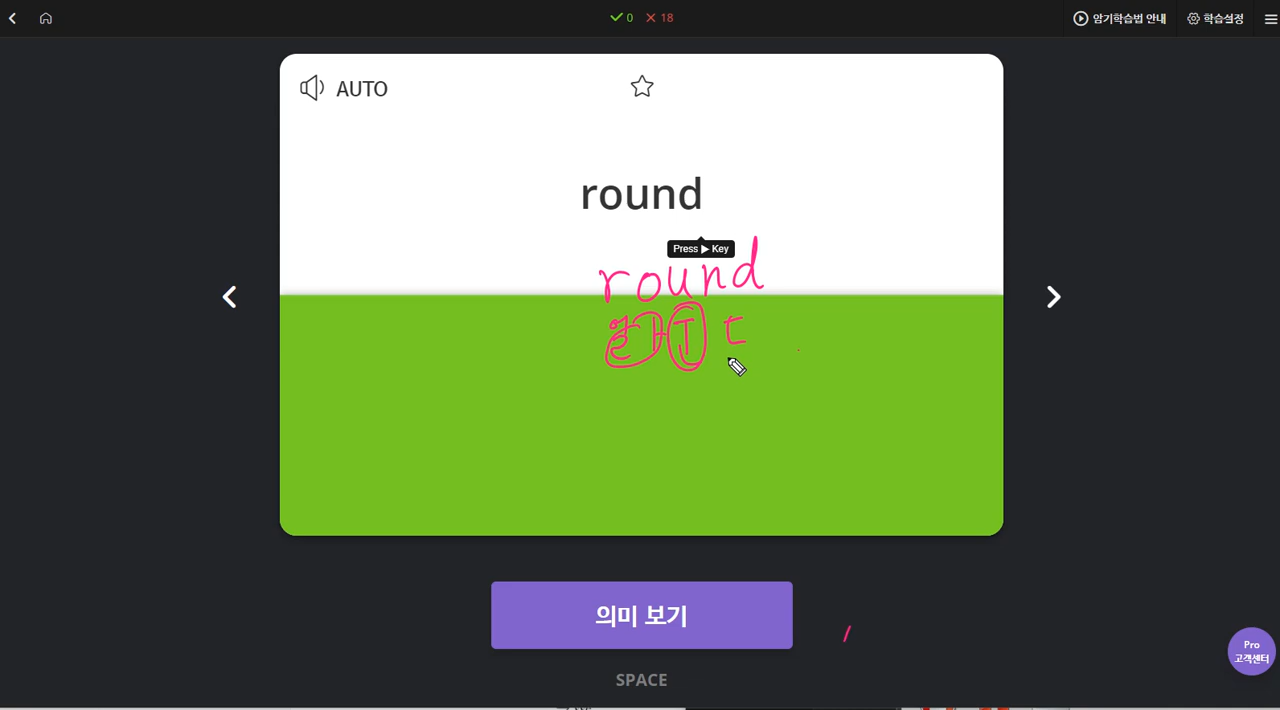 0 18 암기학습법 안내 학습설정
AUTO
round
Press ▶ Key
round
의미 보기
Pro
고객센터
SPACE